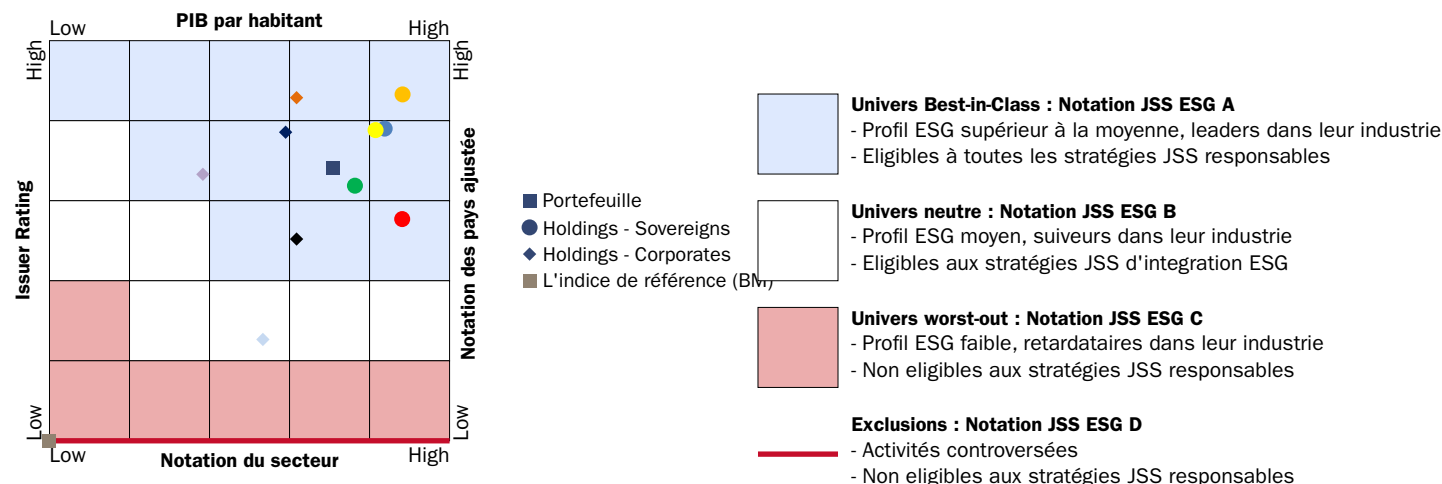 PIB par habitant
Low
High
High
High
Issuer Rating
Notation des pays ajustée
Low
Low
Low
High
Notation du secteur
Portefeuille
Holdings - Sovereigns
Holdings - Corporates
L'indice de référence (BM)
Univers Best-in-Class : Notation JSS ESG A
- Profil ESG supérieur à la moyenne, leaders dans leur industrie
- Eligibles à toutes les stratégies JSS responsables
Univers neutre : Notation JSS ESG B
- Profil ESG moyen, suiveurs dans leur industrie
- Eligibles aux stratégies JSS d'integration ESG
Univers worst-out : Notation JSS ESG C
- Profil ESG faible, retardataires dans leur industrie
- Non eligibles aux stratégies JSS responsables
Exclusions : Notation JSS ESG D
- Activités controversées
- Non eligibles aux stratégies JSS responsables